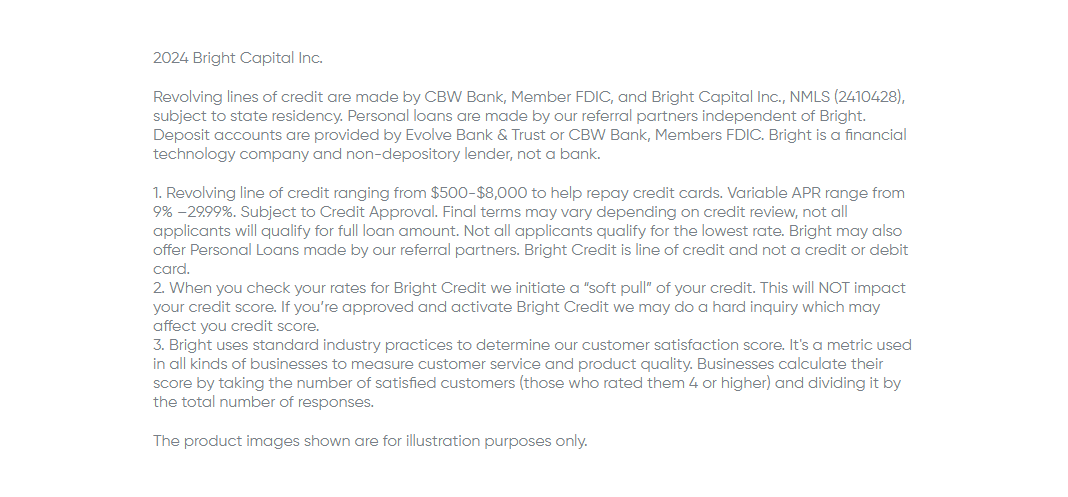 2024 Bright Capital Inc.
Revolving lines of credit are made by CBW Bank, Member FDIC, and Bright Capital Inc., NMLS (2410428),
subject to state residency. Personal loans are made by our referral partners independent of Bright.
Deposit accounts are provided by Evolve Bank & Trust or CBW Bank, Members FDIC. Bright is a financial
technology company and non-depository lender, not a bank.
1. Revolving line of credit ranging from $500-$8,000 to help repay credit cards. Variable APR range from
9% –29.99%. Subject to Credit Approval. Final terms may vary depending on credit review, not all
applicants will qualify for full loan amount. Not all applicants qualify for the lowest rate. Bright may also
offer Personal Loans made by our referral partners. Bright Credit is line of credit and not a credit or debit
card.
2. When you check your rates for Bright Credit we initiate a “soft pull” of your credit. This will NOT impact
your credit score. If you’re approved and activate Bright Credit we may do a hard inquiry which may
affect you credit score.
3. Bright uses standard industry practices to determine our customer satisfaction score. It's a metric used
in all kinds of businesses to measure customer service and product quality. Businesses calculate their
score by taking the number of satisfied customers (those who rated them 4 or higher) and dividing it by
the total number of responses.
The product images shown are for illustration purposes only.